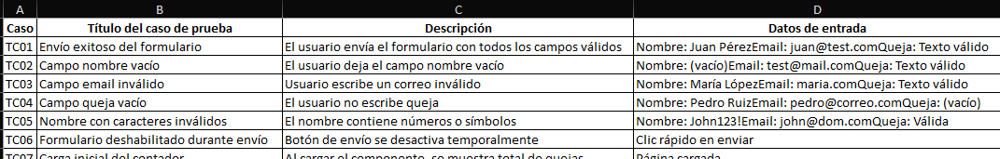 A B C D
Caso Título del caso de prueba Descripción Datos de entrada
TC01 Envío exitoso del formulario El usuario envía el formulario con todos los campos válidos Nombre: Juan PérezEmail: juan@test.comQueja: Texto válido
TC02 Campo nombre vacío El usuario deja el campo nombre vacío Nombre: (vacío)Email: test@mail.comQueja: Texto válido
TC03 Campo email inválido Usuario escribe un correo inválido Nombre: María LópezEmail: maria.comQueja: Texto válido
TC04 Campo queja vacío El usuario no escribe queja Nombre: Pedro RuizEmail: pedro@correo.comQueja: (vacío)
TC05 Nombre con caracteres inválidos El nombre contiene números o símbolos Nombre: John123!Email: john@dom.comQueja: Válida
TC06 Formulario deshabilitado durante envío Botón de envío se desactiva temporalmente Clic rápido en enviar
TC07 Carga inicial del contador Al cargar el componente, se muestra total de quejas Página cargada